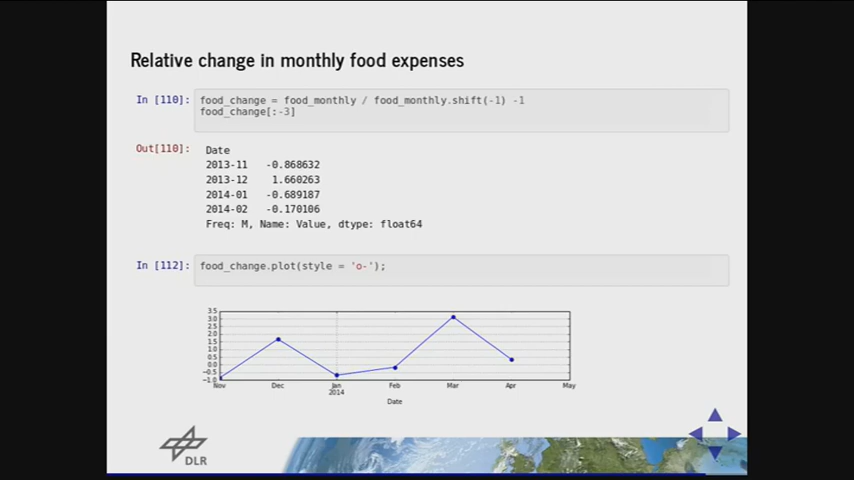 Relative change in monthly food expenses
In [110]: food_change = food_monthly / food_monthly.shift(-1) -1
food_change[:-3]
Out[110]: Date
2013-11 -0.868632
2013-12 1.660263
2014-01 -0.689187
2014-02 -0.170106
Freq: M, Name: Value, dtype: float64
In [112]: food_change.plot(style = 'o-');
3.5
3.0
2.5
2.0
1.5
1.0
0.5
0.0
-0.5
-1.0
Nov Dec Jan Feb Mar Apr May
2014
Date
DLR